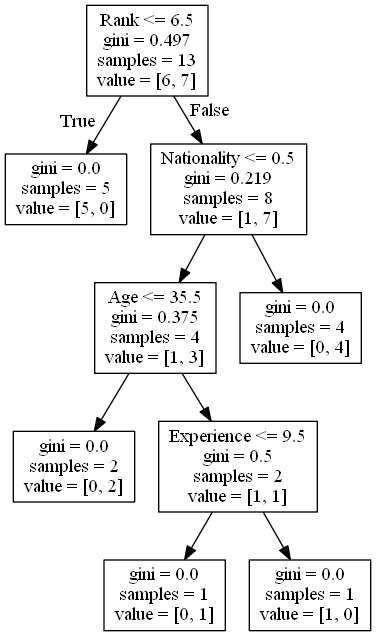 Rank <= 6.5
gini = 0.497
samples = 13
value = [6, 7]
True
False
gini = 0.0
samples = 5
value = [5, 0]
Nationality <= 0.5
gini = 0.219
samples = 8
value = [1, 7]
Age <= 35.5
gini = 0.375
samples = 4
value = [1, 3]
gini = 0.0
samples = 4
value = [0, 4]
gini = 0.0
samples = 2
value = [0, 2]
Experience <= 9.5
gini = 0.5
samples = 2
value = [1, 1]
gini = 0.0
samples = 1
value = [0, 1]
gini = 0.0
samples = 1
value = [1, 0]